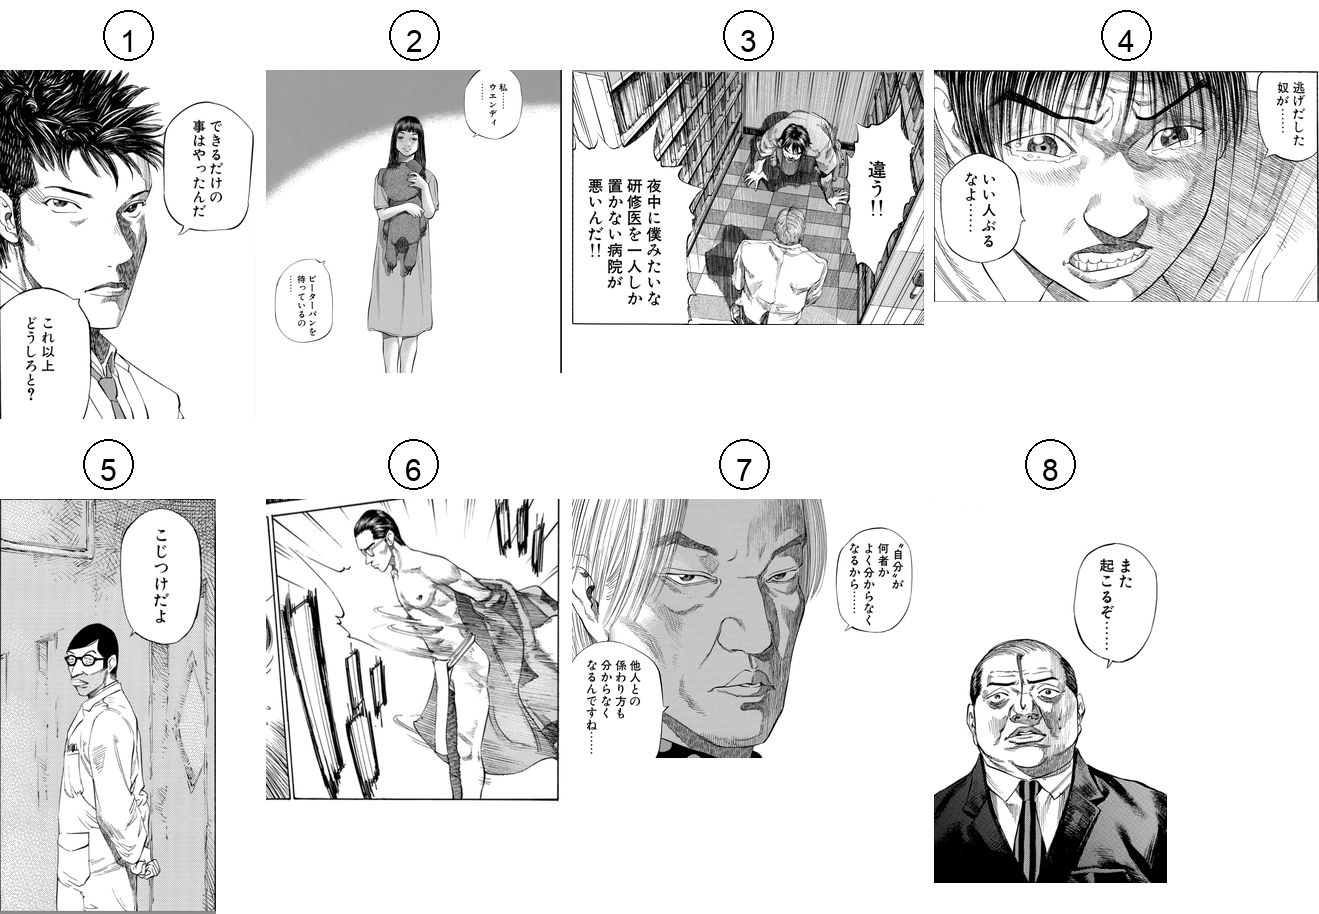 1
できるだけの
事はやったんだ
これ以上
どうしろと?
2
私……
ウエンディ
……
ピーターパンを
待っているの
……
3
違う!!
夜中に僕みたいな
研修医を一人しか
置かない病院が
悪いんだ!!
4
逃げだした
奴が……
いい人ぶる
なよ……
5
こじつけだよ
6
7
〝自分〟が
何者か
よく分からなく
なるから……
他人との
係わり方も
分からなく
なるんですね……
8
また
起こるぞ……